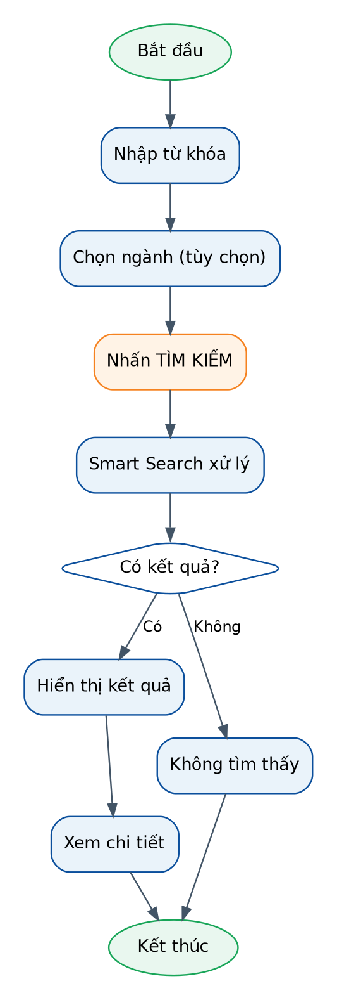 Bắt đầu
Nhập từ khóa
Chọn ngành (tùy chọn)
Nhấn TÌM KIẾM
Smart Search xử lý
Có kết quả?
Có
Không
Hiển thị kết quả
Không tìm thấy
Xem chi tiết
Kết thúc